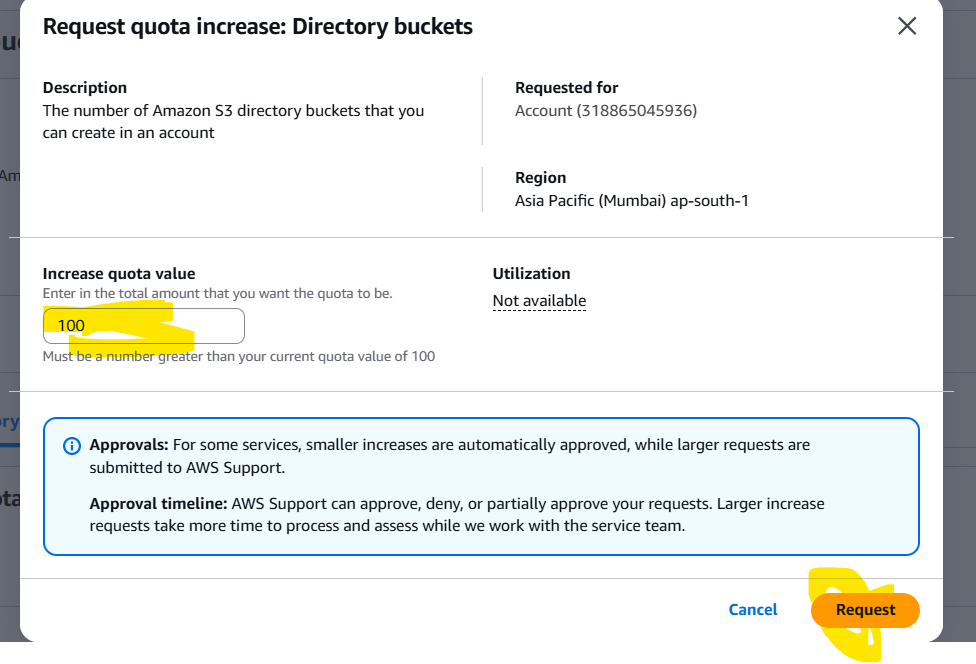 Request quota increase: Directory buckets
Description
The number of Amazon S3 directory buckets that you
can create in an account
Requested for
Account (318865045936)
Region
Asia Pacific (Mumbai) ap-south-1
Increase quota value
Enter in the total amount that you want the quota to be.
100
Must be a number greater than your current quota value of 100
Utilization
Not available
Approvals: For some services, smaller increases are automatically approved, while larger requests are
submitted to AWS Support.
Approval timeline: AWS Support can approve, deny, or partially approve your requests. Larger increase
requests take more time to process and assess while we work with the service team.
Cancel
Request